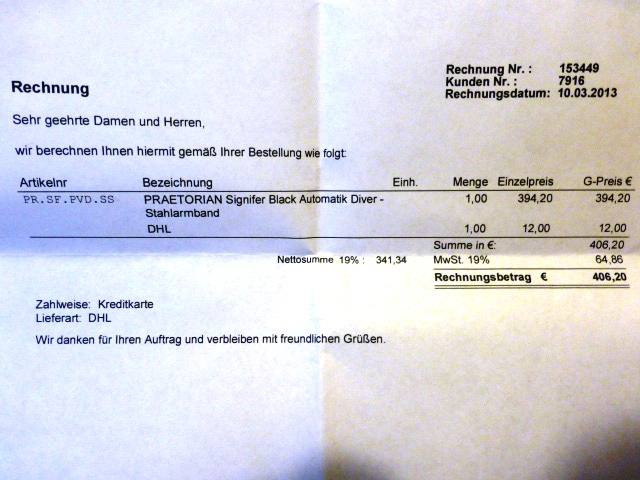 Rechnung Nr. : 153449
Kunden Nr. : 7916
Rechnungsdatum: 10.03.2013
Rechnung
Sehr geehrte Damen und Herren,
wir berechnen Ihnen hiermit gemäß Ihrer Bestellung wie folgt:
Artikelnr Bezeichnung Einh. Menge Einzelpreis G-Preis €
PR.SF.PVD.SS PRAETORIAN Signifer Black Automatik Diver - 1,00 394,20 394,20
Stahlarmband
DHL 1,00 12,00 12,00
Summe in €: 406,20
Nettosumme 19% : 341,34 MwSt. 19% 64,86
Rechnungsbetrag € 406,20
Zahlweise: Kreditkarte
Lieferart: DHL
Wir danken für Ihren Auftrag und verbleiben mit freundlichen Grüßen.